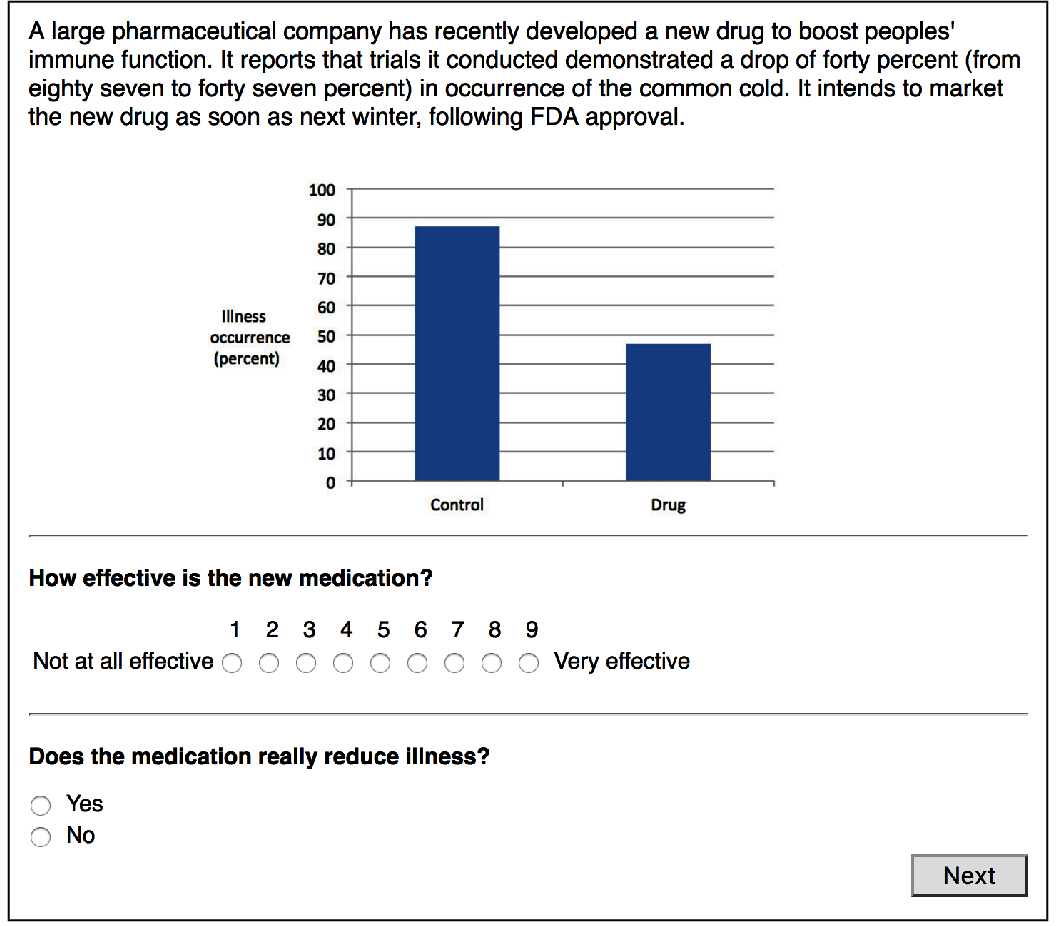 A large pharmaceutical company has recently developed a new drug to boost peoples'
immune function. It reports that trials it conducted demonstrated a drop of forty percent (from
eighty seven to forty seven percent) in occurrence of the common cold. It intends to market
the new drug as soon as next winter, following FDA approval.
100
90
80
70
60
50
40
30
20
10
0
Illness
occurrence
(percent)
Control Drug
How effective is the new medication?
1 2 3 4 5 6 7 8 9
Not at all effective Very effective
Does the medication really reduce illness?
Yes
No
Next